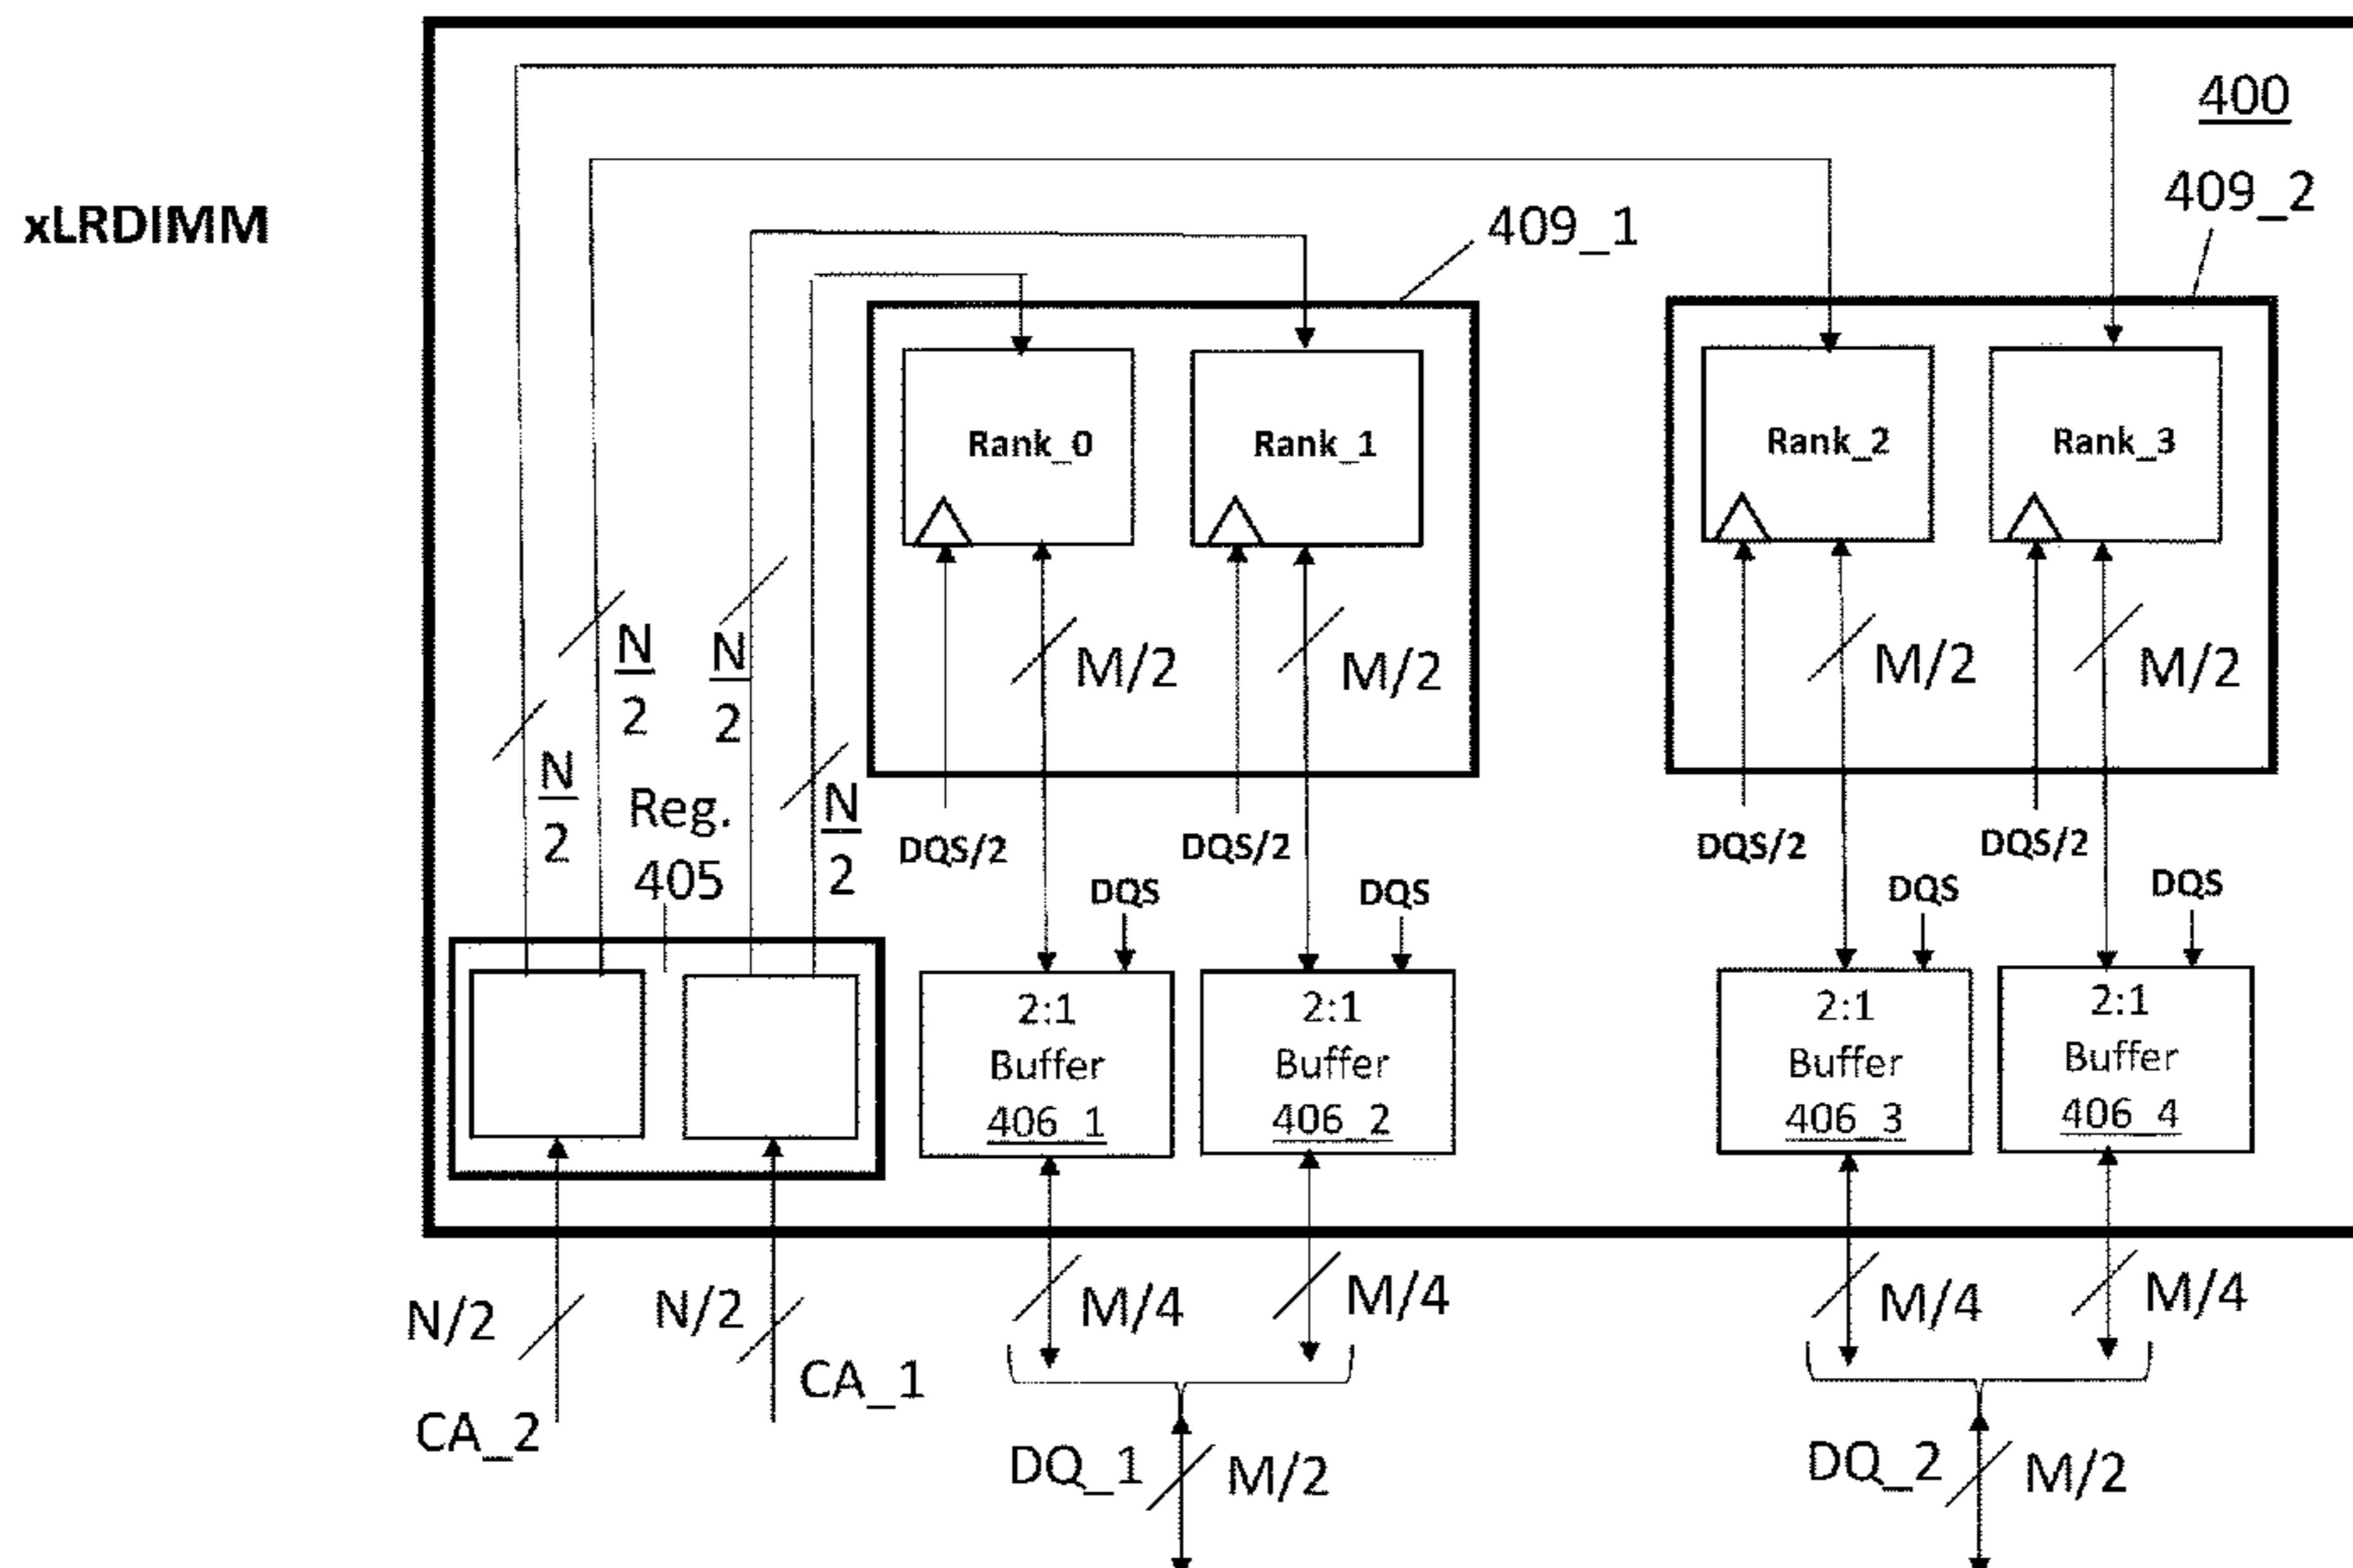 400
409_2
xLRDIMM
409_1
Rank_0
Rank_1
Rank_2
Rank_3
N
2
N
2
M/2
M/2
M/2
M/2
N
2
Reg.
405
N
2
DQS/2
DQS/2
DQS/2
DQS/2
DQS
DQS
DQS
DQS
2:1
Buffer
406_1
2:1
Buffer
406_2
2:1
Buffer
406_3
2:1
Buffer
406_4
N/2
N/2
M/4
M/4
M/4
M/4
CA_2
CA_1
DQ_1
M/2
DQ_2
M/2